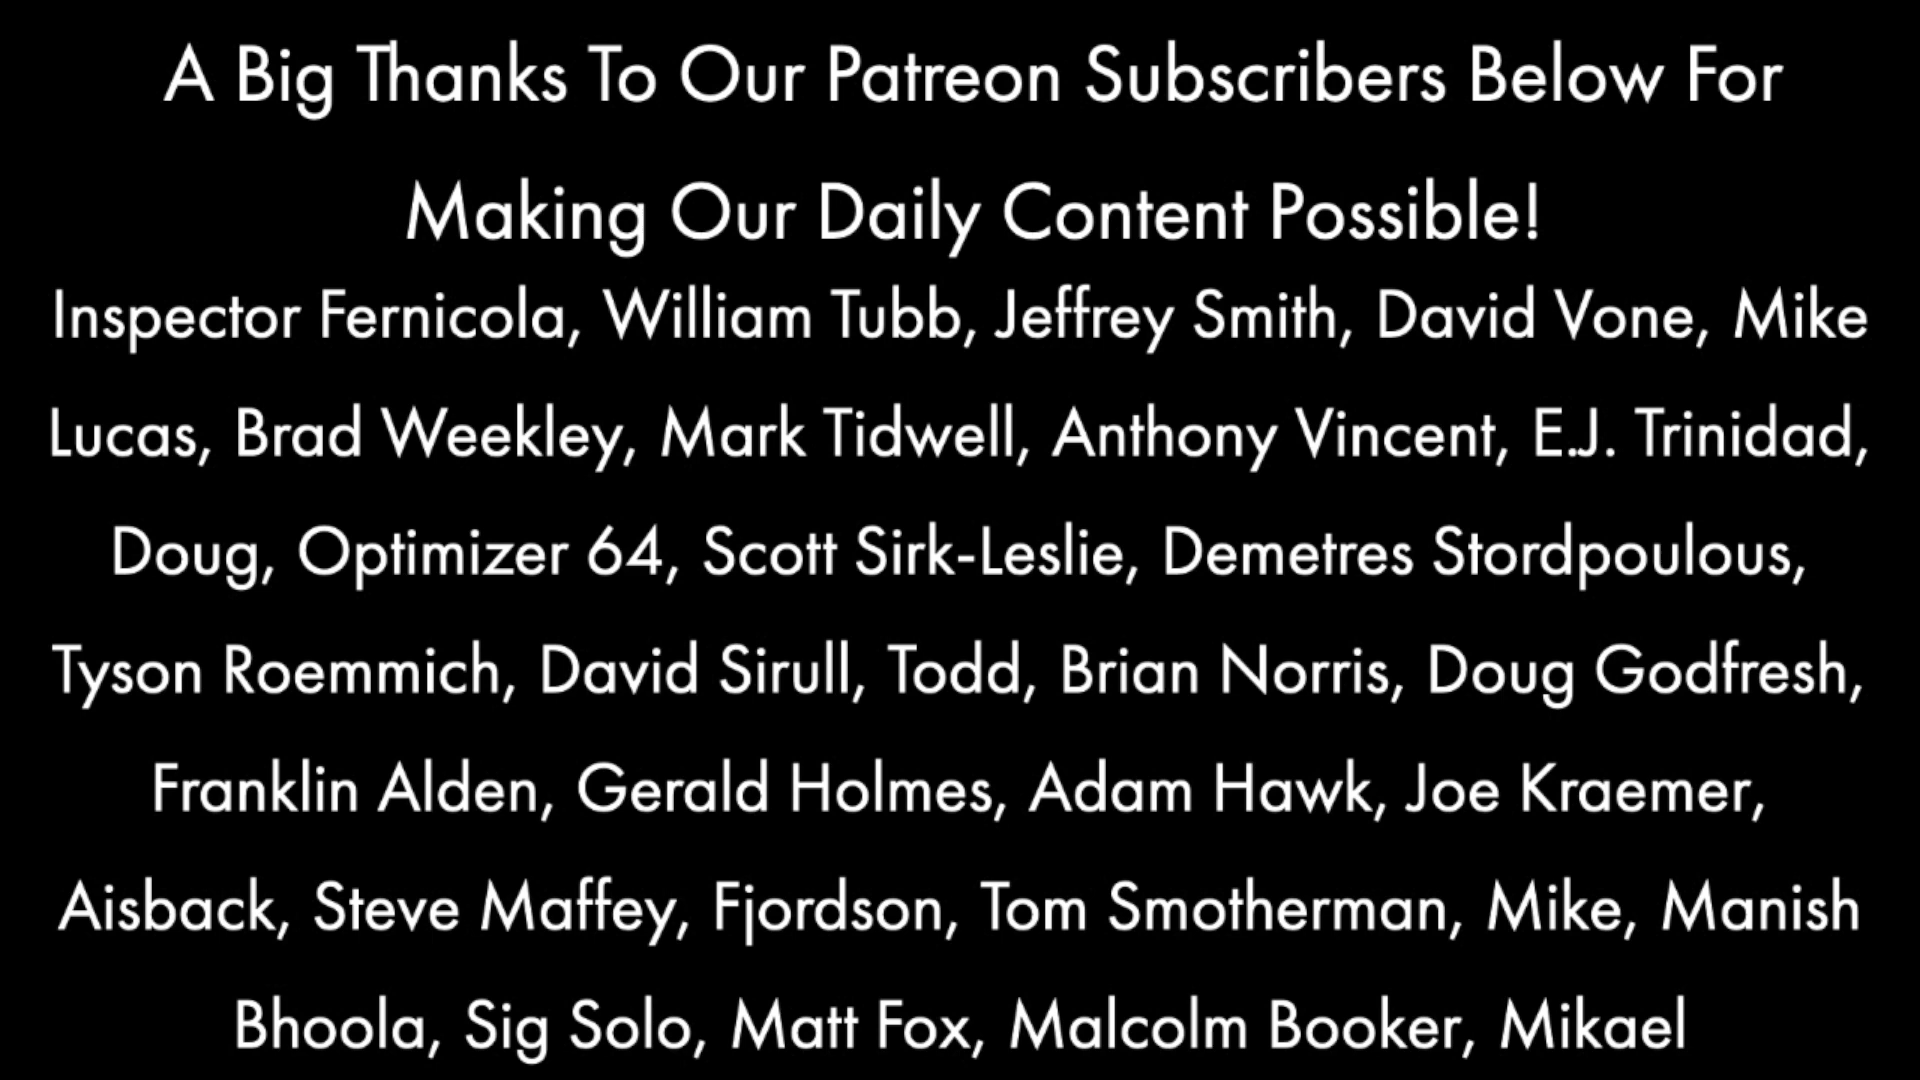 A Big Thanks To Our Patreon Subscribers Below For
Making Our Daily Content Possible!
Inspector Fernicola, William Tubb, Jeffrey Smith, David Vone, Mike
Lucas, Brad Weekley, Mark Tidwell, Anthony Vincent, E.J. Trinidad,
Doug, Optimizer 64, Scott Sirk-Leslie, Demetres Stordpoulous,
Tyson Roemmich, David Sirull, Todd, Brian Norris, Doug Godfresh,
Franklin Alden, Gerald Holmes, Adam Hawk, Joe Kraemer,
Aisback, Steve Maffey, Fjordson, Tom Smotherman, Mike, Manish
Bhoola, Sig Solo, Matt Fox, Malcolm Booker, Mikael